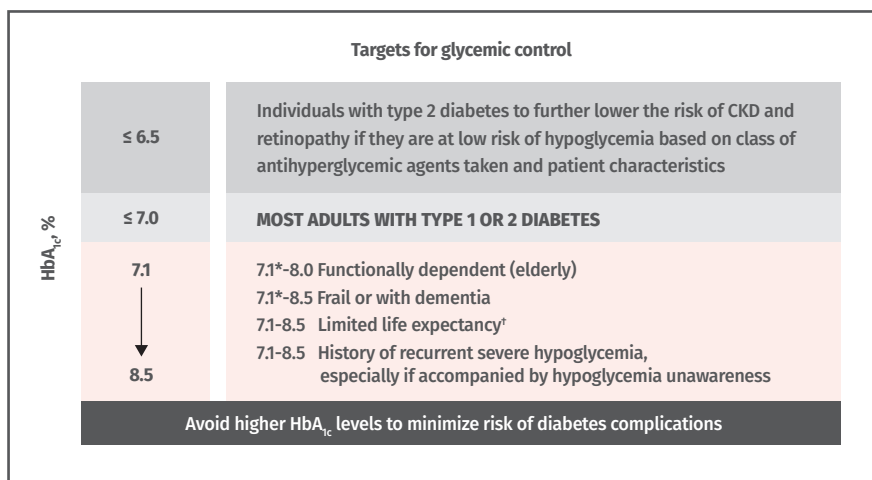 Targets for glycemic control
HbA1c, %
≤ 6.5
Individuals with type 2 diabetes to further lower the risk of CKD and
retinopathy if they are at low risk of hypoglycemia based on class of
antihyperglycemic agents taken and patient characteristics
≤ 7.0
MOST ADULTS WITH TYPE 1 OR 2 DIABETES
7.1
8.5
7.1*-8.0 Functionally dependent (elderly)
7.1*-8.5 Frail or with dementia
7.1-8.5 Limited life expectancy†
7.1-8.5 History of recurrent severe hypoglycemia,
especially if accompanied by hypoglycemia unawareness
Avoid higher HbA1c levels to minimize risk of diabetes complications